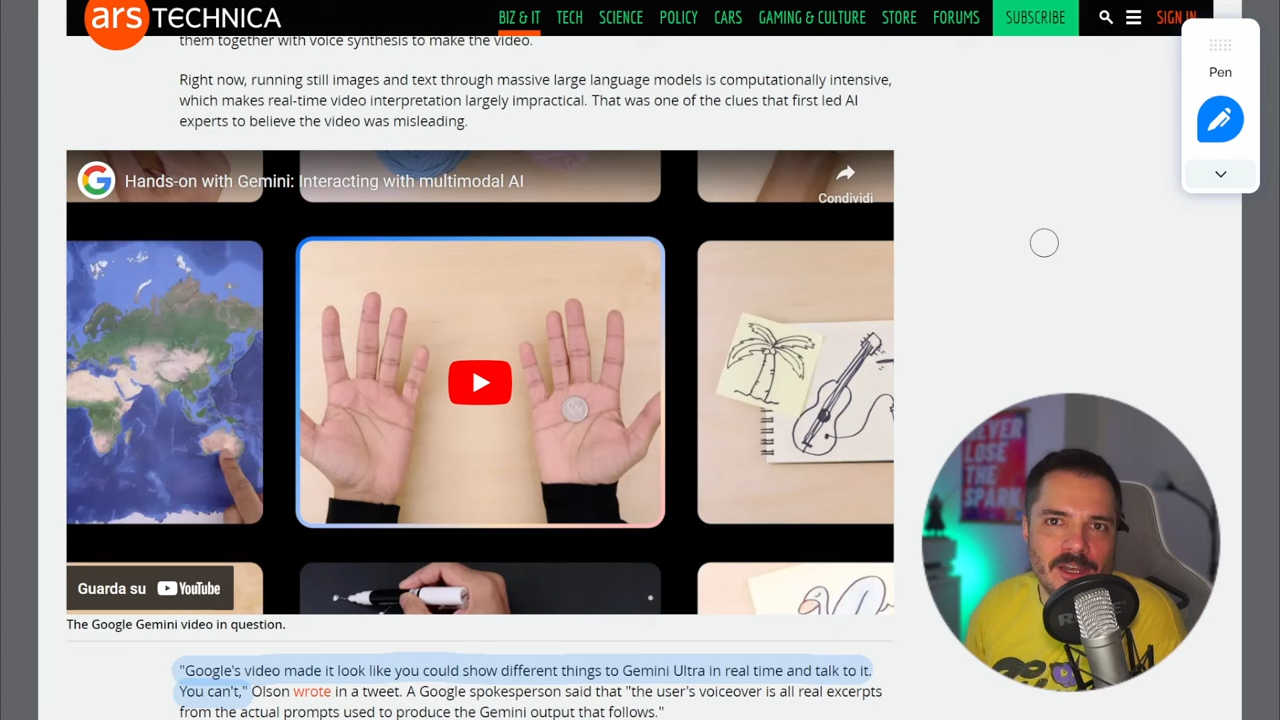 ars TECHNICA BIZ & IT TECH SCIENCE POLICY CARS GAMING & CULTURE STORE FORUMS SUBSCRIBE SIGN IN
them together with voice synthesis to make the video.
Pen
Right now, running still images and text through massive large language models is computationally intensive,
which makes real-time video interpretation largely impractical. That was one of the clues that first led AI
experts to believe the video was misleading.
Hands-on with Gemini: Interacting with multimodal AI
Condividi
NEVER
LOSE
THE
SPARK
Guarda su YouTube
The Google Gemini video in question.
"Google's video made it look like you could show different things to Gemini Ultra in real time and talk to it.
You can't," Olson wrote in a tweet. A Google spokesperson said that "the user's voiceover is all real excerpts
from the actual prompts used to produce the Gemini output that follows."